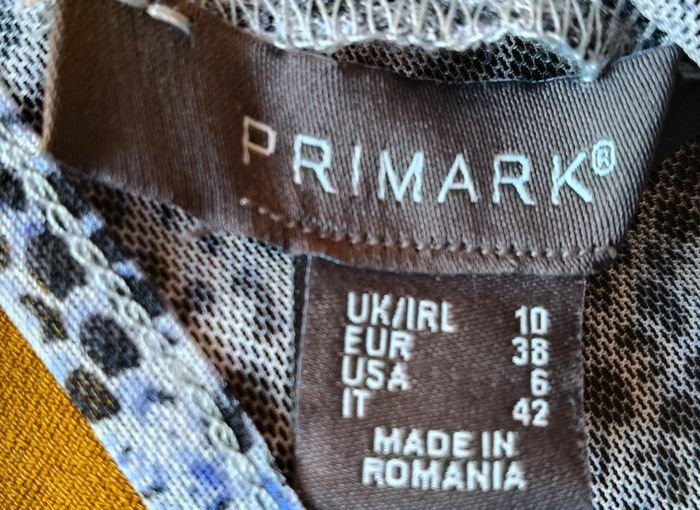 PRIMARK®
UK/IRL 10
EUR 38
USA 6
IT 42
MADE IN
ROMANIA